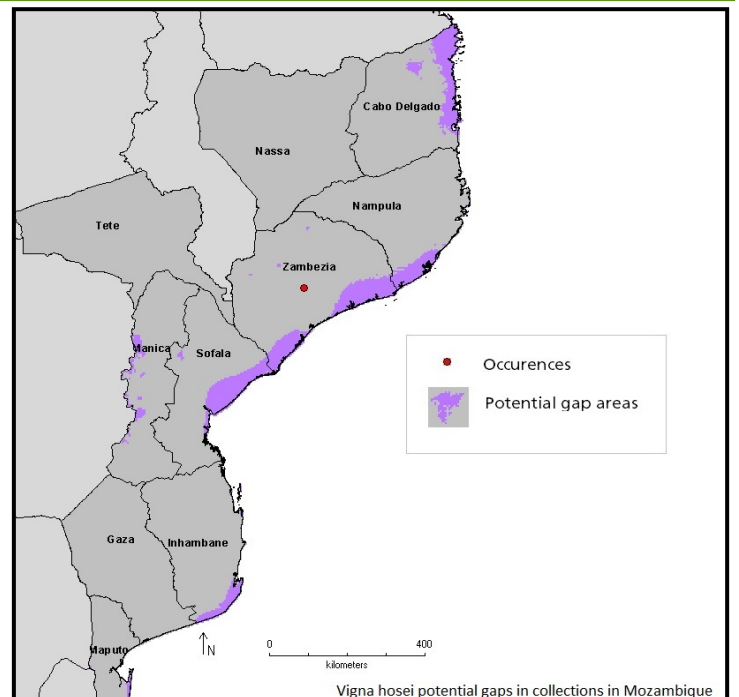 Cabo Delgado
Nassa
Nampula
Tete
Zambezia
Manica
Sofala
Occurences
Potential gap areas
Gaza
Inhambane
Maputo
N
0 400
kilometers
Vigna hosei potential gaps in collections in Mozambique